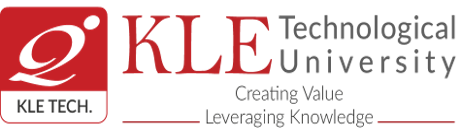 KLE TECH.
KLE Technological
University
Creating Value
Leveraging Knowledge